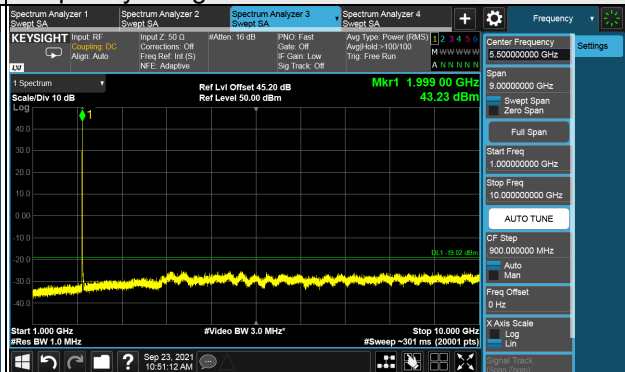 Spectrum Analyzer 1
Swept SA
Spectrum Analyzer 2
Swept SA
Spectrum Analyzer 3
Swept SA
Spectrum Analyzer 4
Swept SA
Frequency
KEYSIGHT
Input: RF
Coupling: DC
Align: Auto
Input Z: 50 Ω
Corrections: Off
Freq Ref: Int (S)
NFE: Adaptive
#Atten: 16 dB
PNO: Fast
Gate: Off
IF Gain: Low
Sig Track: Off
Avg Type: Power (RMS)
Avg|Hold:>100/100
Trig: Free Run
1 2 3 4 5 6
M W W W W W
A N N N N N
LXI
1 Spectrum
Scale/Div 10 dB
Log
Ref Lvl Offset 45.20 dB
Ref Level 50.00 dBm
Mkr1 1.999 00 GHz
43.23 dBm
1
40.0
30.0
20.0
10.0
0.00
-10.0
-20.0
-30.0
-40.0
DL1 -19.02 dBm
Start 1.000 GHz
#Res BW 1.0 MHz
#Video BW 3.0 MHz*
Stop 10.000 GHz
#Sweep ~301 ms (20001 pts)
Sep 23, 2021
10:51:12 AM
Center Frequency
5.500000000 GHz
Settings
Span
9.00000000 GHz
Swept Span
Zero Span
Full Span
Start Freq
1.000000000 GHz
Stop Freq
10.000000000 GHz
AUTO TUNE
CF Step
900.000000 MHz
Auto
Man
Freq Offset
0 Hz
X Axis Scale
Log
Lin
Signal Track
(Span Zoom)